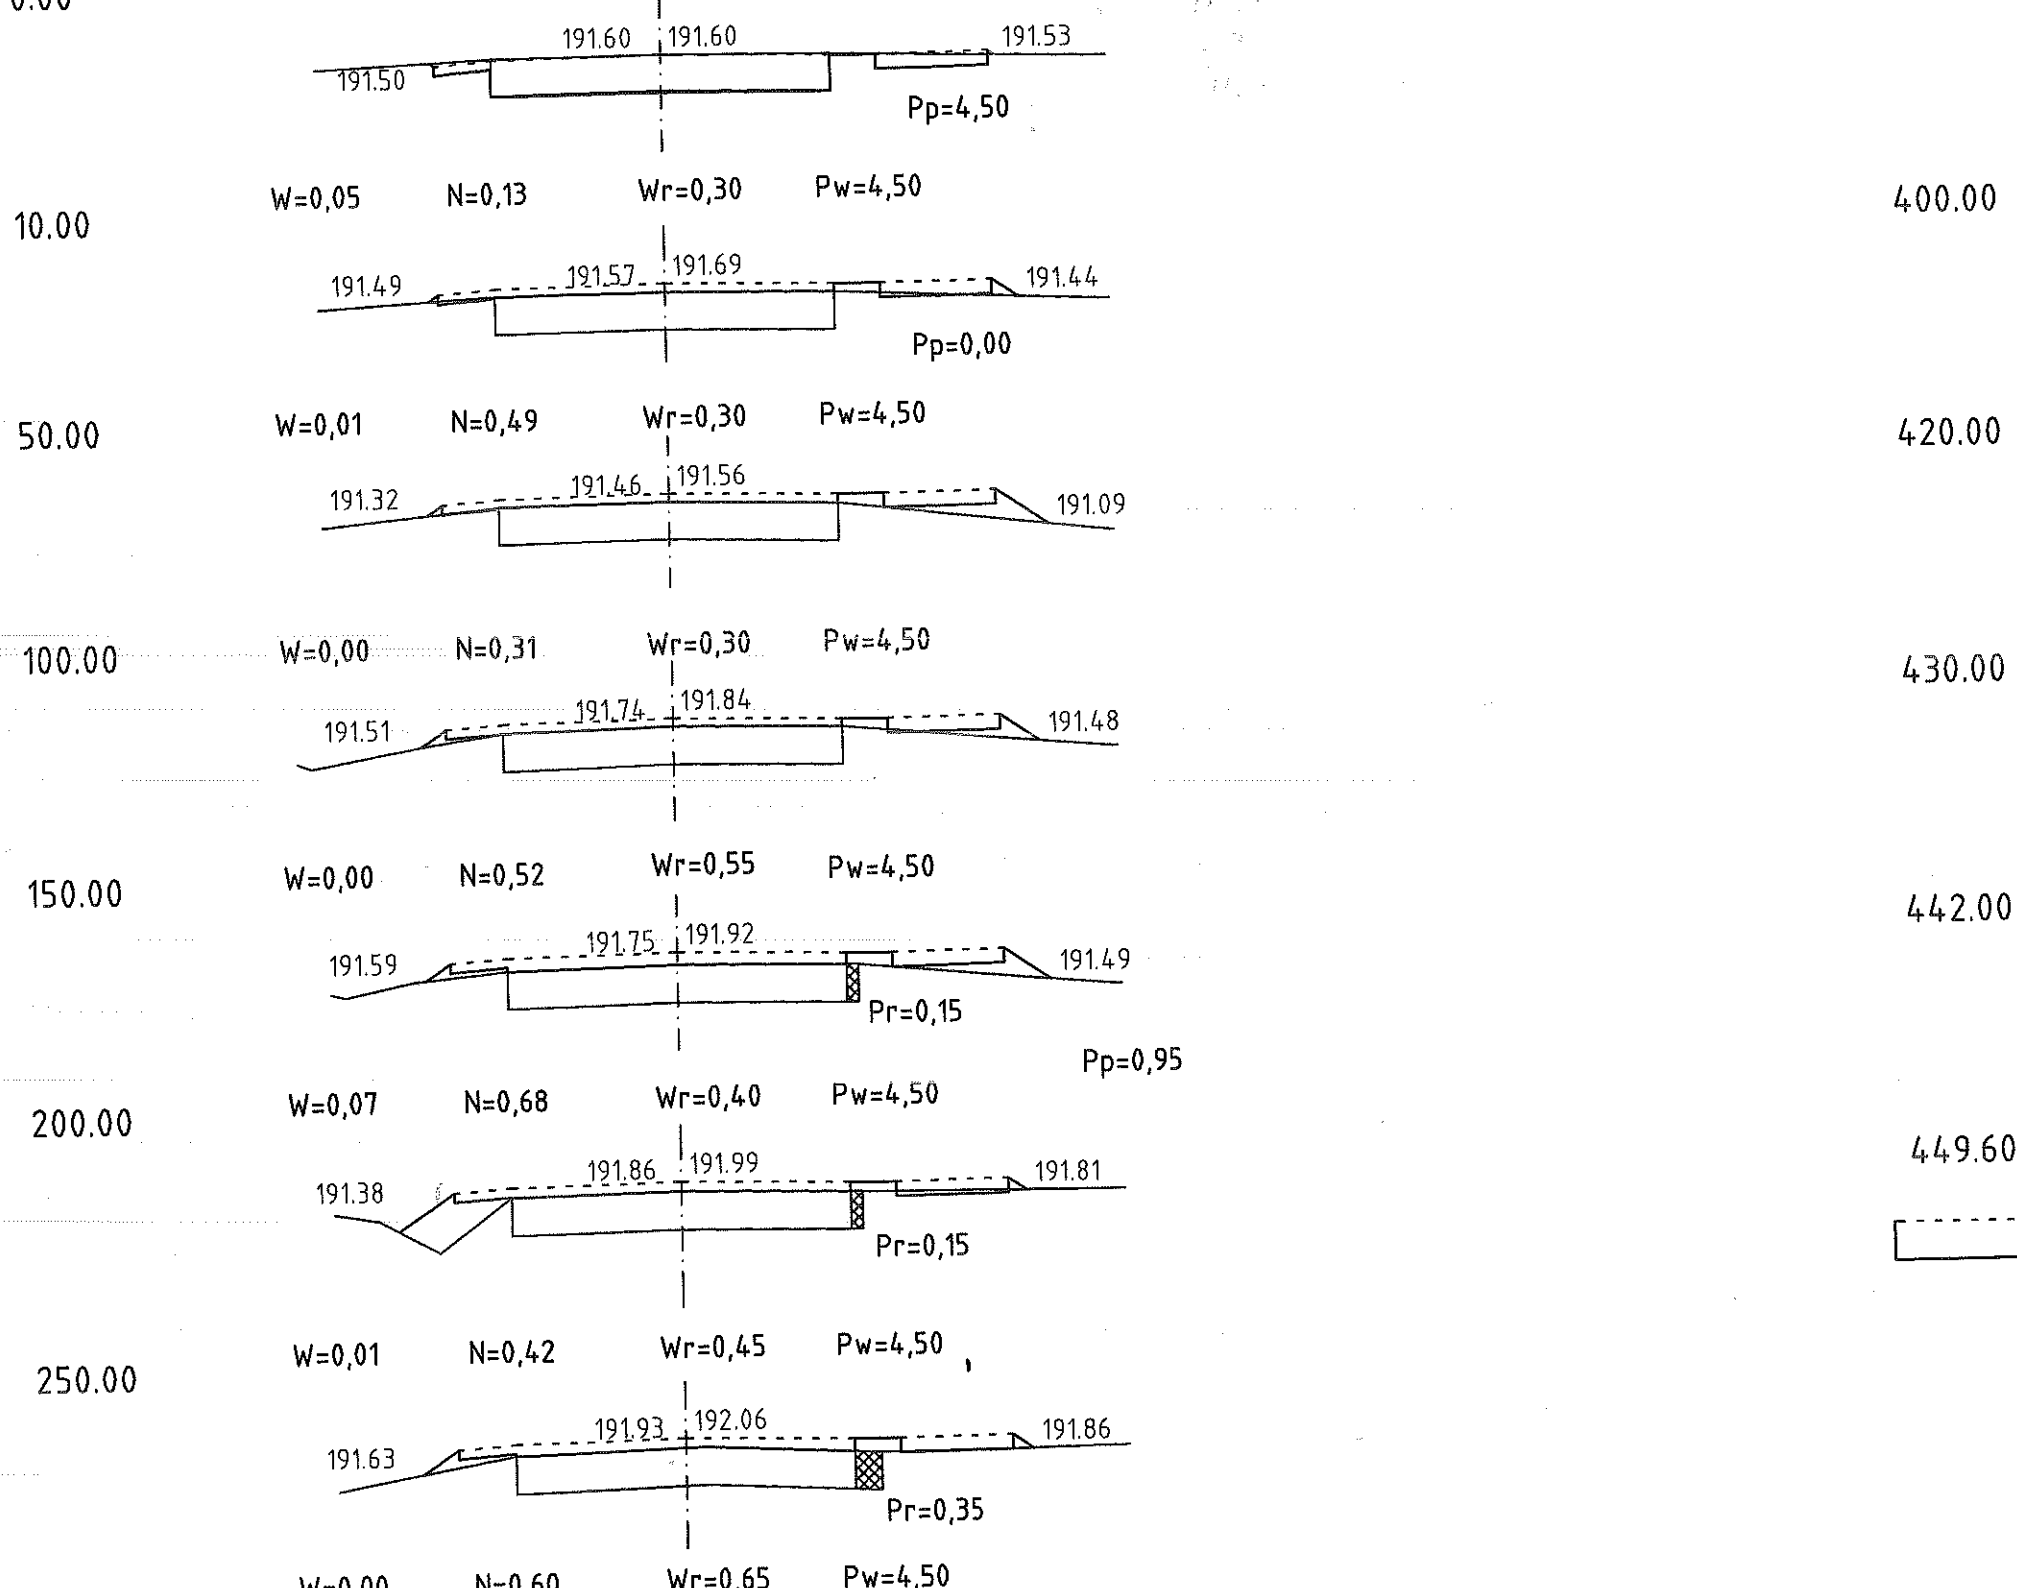 0.00
191.60 191.60 191.53
191.50
Pp=4,50
W=0,05 N=0,13 Wr=0,30 Pw=4,50
400.00
10.00
191.49 191.57 191.69 191.44
Pp=0,00
W=0,01 N=0,49 Wr=0,30 Pw=4,50
50.00
420.00
191.32 191.46 191.56 191.09
W=0,00 N=0,31 Wr=0,30 Pw=4,50
100.00
430.00
191.51 191.74 191.84 191.48
W=0,00 N=0,52 Wr=0,55 Pw=4,50
150.00
442.00
191.59 191.75 191.92 191.49
Pr=0,15
Pp=0,95
W=0,07 N=0,68 Wr=0,40 Pw=4,50
200.00
449.60
191.38 191.86 191.99 191.81
Pr=0,15
W=0,01 N=0,42 Wr=0,45 Pw=4,50
250.00
191.63 191.93 192.06 191.86
Pr=0,35
W=0,00 N=0,60 Wr=0,65 Pw=4,50